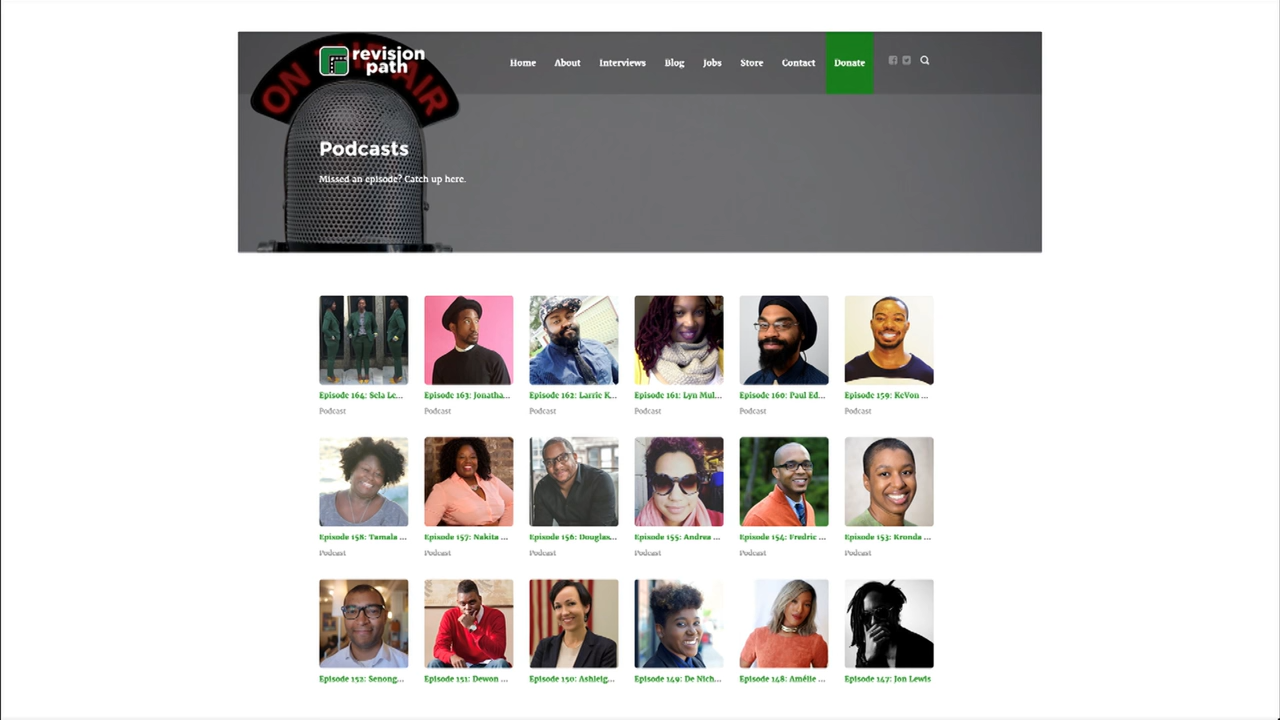 ON AIR
revision
path
Home About Interviews Blog Jobs Store Contact Donate
Podcasts
Missed an episode? Catch up here.
Episode 164: Sela Le... Episode 163: Jonatha... Episode 162: Larrie K... Episode 161: Lyn Mul... Episode 160: Paul Ed... Episode 159: KeVon ...
Podcast Podcast Podcast Podcast Podcast Podcast
Episode 158: Tamala ... Episode 157: Nakita ... Episode 156: Douglas... Episode 155: Andrea ... Episode 154: Fredric ... Episode 153: Kronda ...
Podcast Podcast Podcast Podcast Podcast Podcast
Episode 152: Senong... Episode 151: Dewon ... Episode 150: Ashleig... Episode 149: De Nich... Episode 148: Amélie ... Episode 147: Jon Lewis